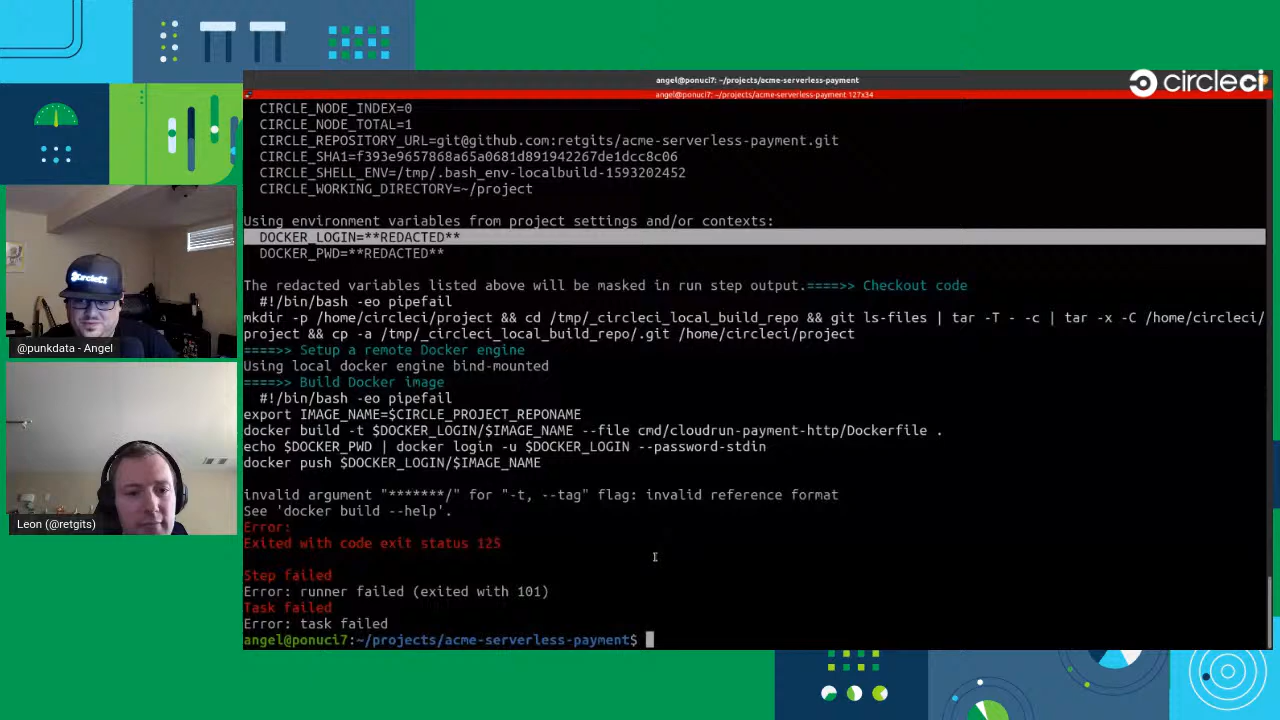 angel@ponuci7: ~/projects/acme-serverless-payment
angel@ponuci7: ~/projects/acme-serverless-payment 127x34
circleci
CIRCLE_NODE_INDEX=0
CIRCLE_NODE_TOTAL=1
CIRCLE_REPOSITORY_URL=git@github.com:retgits/acme-serverless-payment.git
CIRCLE_SHA1=f393e9657868a65a0681d891942267de1dcc8c06
CIRCLE_SHELL_ENV=/tmp/.bash_env-localbuild-1593202452
CIRCLE_WORKING_DIRECTORY=~/project
Using environment variables from project settings and/or contexts:
DOCKER_LOGIN=**REDACTED**
DOCKER_PWD=**REDACTED**
The redacted variables listed above will be masked in run step output.====>> Checkout code
#!/bin/bash -eo pipefail
mkdir -p /home/circleci/project && cd /tmp/_circleci_local_build_repo && git ls-files | tar -T - -c | tar -x -C /home/circleci/
project && cp -a /tmp/_circleci_local_build_repo/.git /home/circleci/project
====>> Setup a remote Docker engine
Using local docker engine bind-mounted
====>> Build Docker image
#!/bin/bash -eo pipefail
export IMAGE_NAME=$CIRCLE_PROJECT_REPONAME
docker build -t $DOCKER_LOGIN/$IMAGE_NAME --file cmd/cloudrun-payment-http/Dockerfile .
echo $DOCKER_PWD | docker login -u $DOCKER_LOGIN --password-stdin
docker push $DOCKER_LOGIN/$IMAGE_NAME
invalid argument "*******/" for "-t, --tag" flag: invalid reference format
See 'docker build --help'.
Error:
Exited with code exit status 125
Step failed
Error: runner failed (exited with 101)
Task failed
Error: task failed
angel@ponuci7:~/projects/acme-serverless-payment$
circleci
@punkdata - Angel
Leon (@retgits)